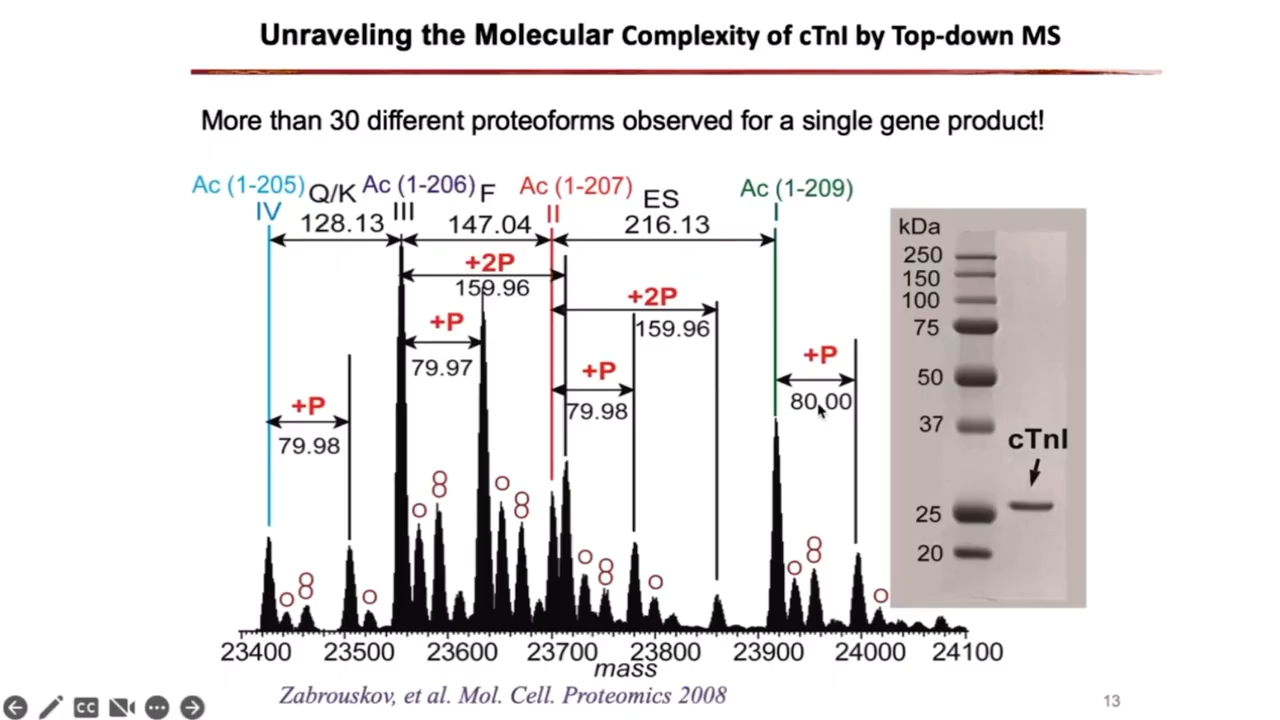 Unraveling the Molecular Complexity of cTnI by Top-down MS
More than 30 different proteoforms observed for a single gene product!
Ac (1-205) Q/K Ac (1-206) F Ac (1-207) ES Ac (1-209)
IV III II I
128.13 147.04 216.13
+2P
159.96
+2P
159.96
+P
79.97
+P
79.98
+P
80.00
+P
79.98
kDa
250
150
100
75
50
37
cTnI
25
20
23400 23500 23600 23700 23800 23900 24000 24100
mass
Zabrouskov, et al. Mol. Cell. Proteomics 2008
13
CC